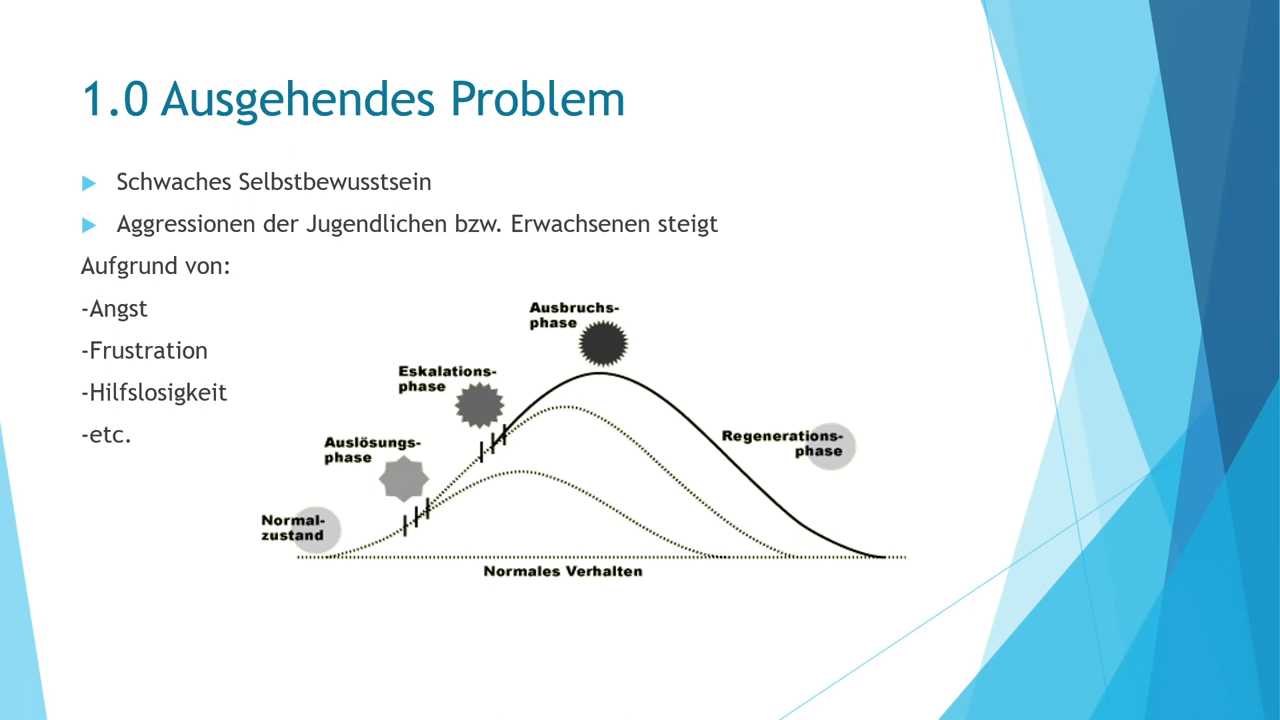 1.0 Ausgehendes Problem
Schwaches Selbstbewusstsein
Aggressionen der Jugendlichen bzw. Erwachsenen steigt
Aufgrund von:
-Angst
-Frustration
-Hilfslosigkeit
-etc.
Ausbruchs-
phase
Eskalations-
phase
Auslösungs-
phase
Regenerations-
phase
Normal-
zustand
Normales Verhalten